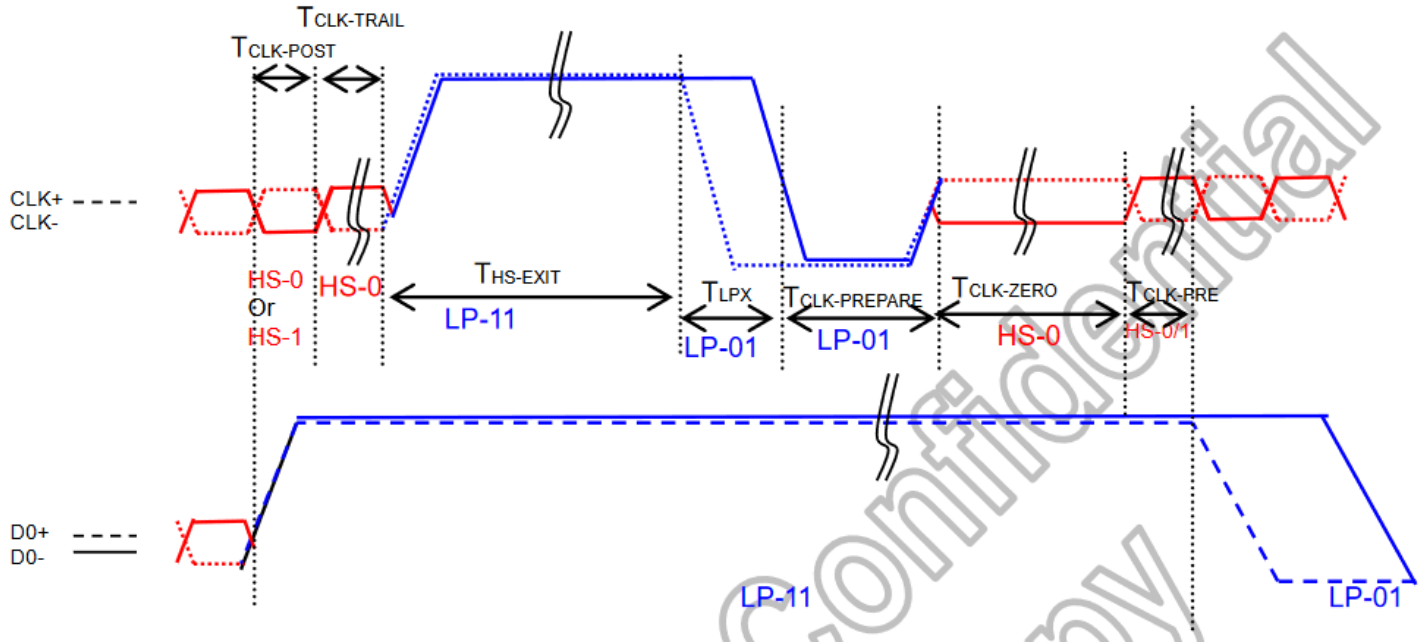 TCLK-TRAIL
TCLK-POST
CLK+
CLK-
HS-0
Or
HS-1
HS-0
THS-EXIT
LP-11
TLPX
LP-01
TCLK-PREPARE
LP-01
TCLK-ZERO
HS-0
TCLK-PRE
HS-0/1
D0+
D0-
LP-11
LP-01
Confidential